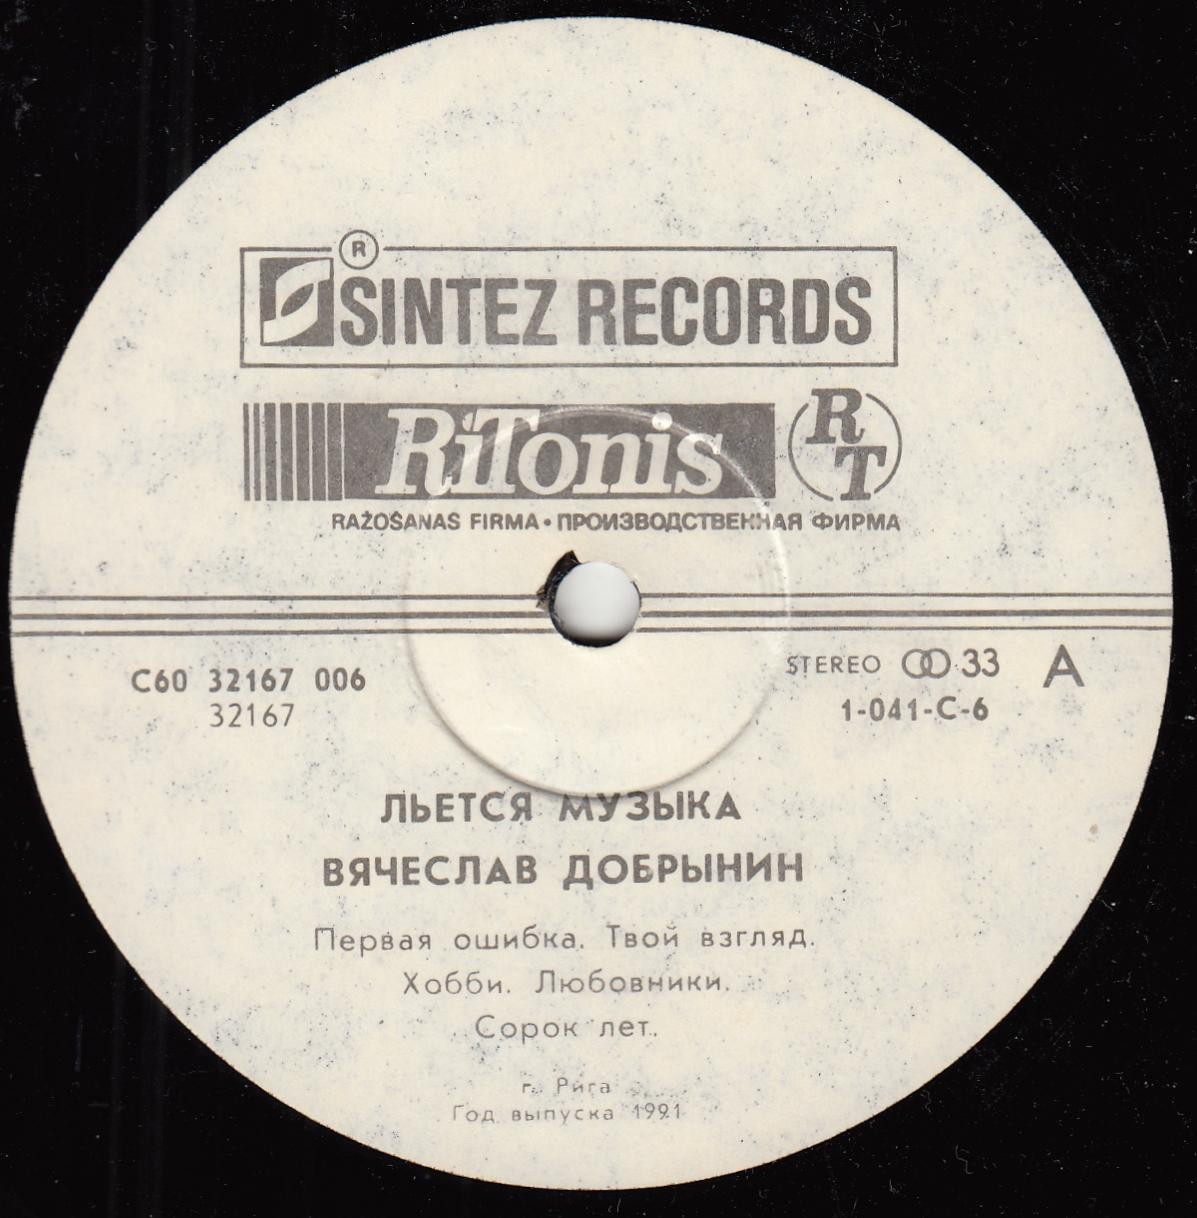 ®
SINTEZ RECORDS
RiTonis RT
RAŽOŠANAS FIRMA • ПРОИЗВОДСТВЕННАЯ ФИРМА
С60 32167 006
32167
STEREO 33 A
1-041-С-6
ЛЬЕТСЯ МУЗЫКА
ВЯЧЕСЛАВ ДОБРЫНИН
Первая ошибка. Твой взгляд.
Хобби. Любовники.
Сорок лет.
г. Рига
Год выпуска 1991